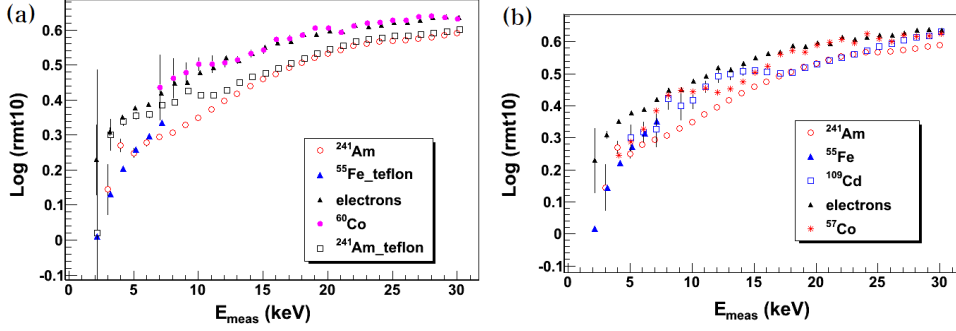 (a)
Log (rmt10)
0.6
0.5
0.4
0.3
0.2
0.1
0
-0.1
²⁴¹Am
⁵⁵Fe_teflon
electrons
⁶⁰Co
²⁴¹Am_teflon
0 5 10 15 20 25 30
E_meas (keV)
(b)
Log (rmt10)
0.6
0.5
0.4
0.3
0.2
0.1
0
-0.1
²⁴¹Am
⁵⁵Fe
¹⁰⁹Cd
electrons
⁵⁷Co
0 5 10 15 20 25 30
E_meas (keV)